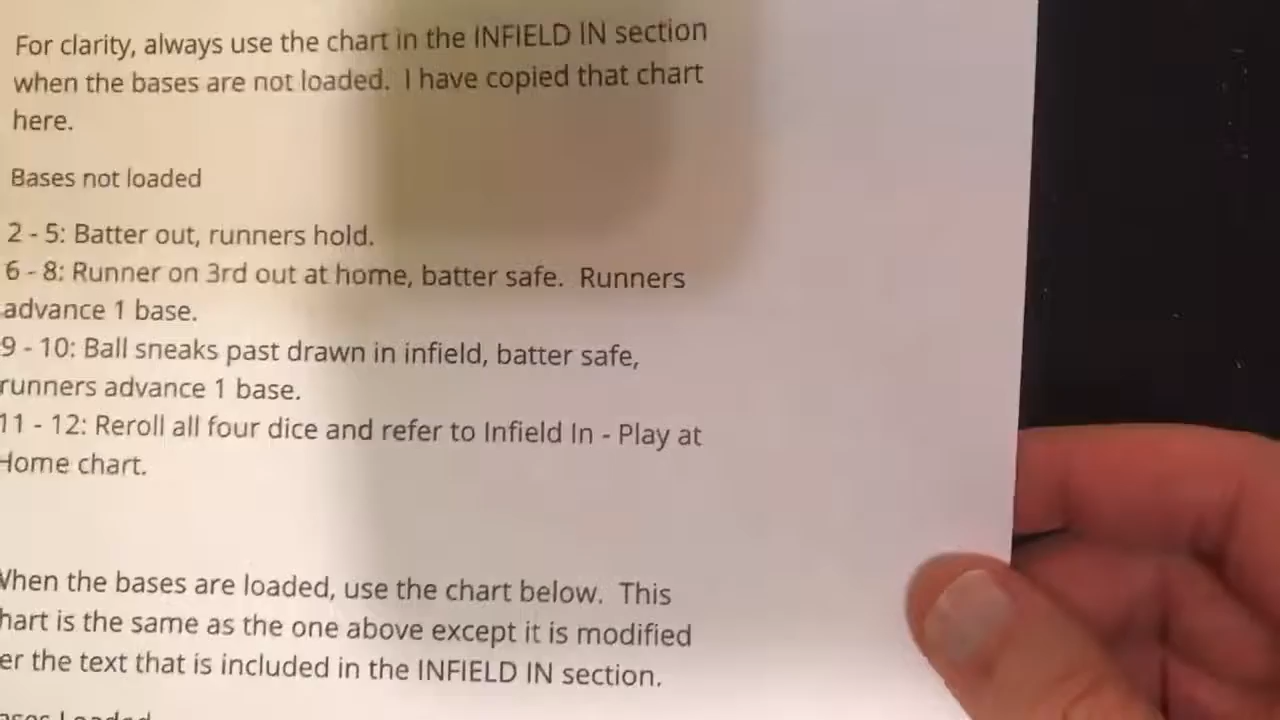 For clarity, always use the chart in the INFIELD IN section
when the bases are not loaded.  I have copied that chart
here.
Bases not loaded
2 - 5: Batter out, runners hold.
6 - 8: Runner on 3rd out at home, batter safe.  Runners
advance 1 base.
9 - 10: Ball sneaks past drawn in infield, batter safe,
runners advance 1 base.
11 - 12: Reroll all four dice and refer to Infield In - Play at
Home chart.
When the bases are loaded, use the chart below.  This
hart is the same as the one above except it is modified
er the text that is included in the INFIELD IN section.
Loaded